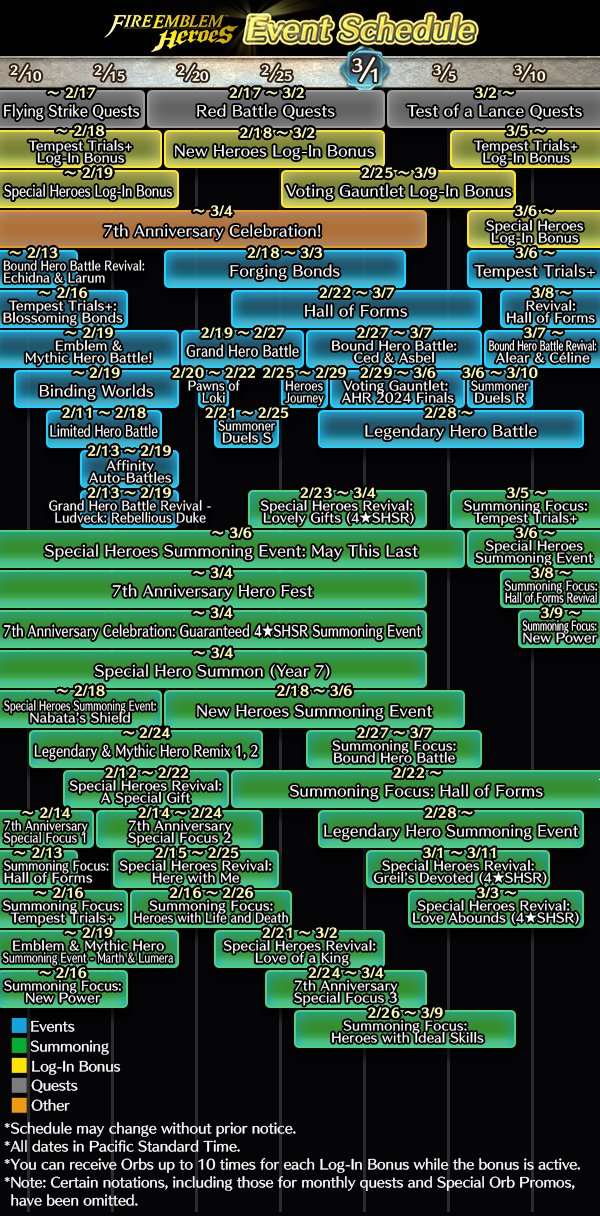 FIRE EMBLEM Heroes Event Schedule
2/10 2/15 2/20 2/25 3/1 3/5 3/10
~ 2/17
Flying Strike Quests
2/17 ~ 3/2
Red Battle Quests
3/2 ~
Test of a Lance Quests
~ 2/18
Tempest Trials+
Log-In Bonus
2/18 ~ 3/2
New Heroes Log-In Bonus
3/5 ~
Tempest Trials+
Log-In Bonus
~ 2/19
Special Heroes Log-In Bonus
2/25 ~ 3/9
Voting Gauntlet Log-In Bonus
~ 3/4
7th Anniversary Celebration!
3/6 ~
Special Heroes
Log-In Bonus
~ 2/13
Bound Hero Battle Revival:
Echidna & Larum
2/18 ~ 3/3
Forging Bonds
3/6 ~
Tempest Trials+
~ 2/16
Tempest Trials+:
Blossoming Bonds
2/22 ~ 3/7
Hall of Forms
3/8 ~
Revival:
Hall of Forms
~ 2/19
Emblem &
Mythic Hero Battle!
2/19 ~ 2/27
Grand Hero Battle
2/27 ~ 3/7
Bound Hero Battle:
Ced & Asbel
3/7 ~
Bound Hero Battle Revival:
Alear & Céline
~ 2/19
Binding Worlds
2/20 ~ 2/22
Pawns of
Loki
2/25 ~ 2/29
Heroes
Journey
2/29 ~ 3/6
Voting Gauntlet:
AHR 2024 Finals
3/6 ~ 3/10
Summoner
Duels R
2/11 ~ 2/18
Limited Hero Battle
2/21 ~ 2/25
Summoner
Duels S
2/28 ~
Legendary Hero Battle
2/13 ~ 2/19
Affinity
Auto-Battles
2/13 ~ 2/19
Grand Hero Battle Revival -
Ludveck: Rebellious Duke
2/23 ~ 3/4
Special Heroes Revival:
Lovely Gifts (4★SHSR)
3/5 ~
Summoning Focus:
Tempest Trials+
~ 3/6
Special Heroes Summoning Event: May This Last
3/6 ~
Special Heroes
Summoning Event
~ 3/4
7th Anniversary Hero Fest
3/8 ~
Summoning Focus:
Hall of Forms Revival
~ 3/4
7th Anniversary Celebration: Guaranteed 4★SHSR Summoning Event
3/9 ~
Summoning Focus:
New Power
~ 3/4
Special Hero Summon (Year 7)
~ 2/18
Special Heroes Summoning Event:
Nabata's Shield
2/18 ~ 3/6
New Heroes Summoning Event
~ 2/24
Legendary & Mythic Hero Remix 1, 2
2/27 ~ 3/7
Summoning Focus:
Bound Hero Battle
2/12 ~ 2/22
Special Heroes Revival:
A Special Gift
2/22 ~
Summoning Focus: Hall of Forms
~ 2/14
7th Anniversary
Special Focus 1
2/14 ~ 2/24
7th Anniversary
Special Focus 2
2/28 ~
Legendary Hero Summoning Event
~ 2/13
Summoning Focus:
Hall of Forms
2/15 ~ 2/25
Special Heroes Revival:
Here with Me
3/1 ~ 3/11
Special Heroes Revival:
Greil's Devoted (4★SHSR)
~ 2/16
Summoning Focus:
Tempest Trials+
2/16 ~ 2/26
Summoning Focus:
Heroes with Life and Death
3/3 ~
Special Heroes Revival:
Love Abounds (4★SHSR)
~ 2/19
Emblem & Mythic Hero
Summoning Event - Marth & Lumera
2/21 ~ 3/2
Special Heroes Revival:
Love of a King
~ 2/16
Summoning Focus:
New Power
2/24 ~ 3/4
7th Anniversary
Special Focus 3
2/26 ~ 3/9
Summoning Focus:
Heroes with Ideal Skills
Events
Summoning
Log-In Bonus
Quests
Other
*Schedule may change without prior notice.
*All dates in Pacific Standard Time.
*You can receive Orbs up to 10 times for each Log-In Bonus while the bonus is active.
*Note: Certain notations, including those for monthly quests and Special Orb Promos,
have been omitted.